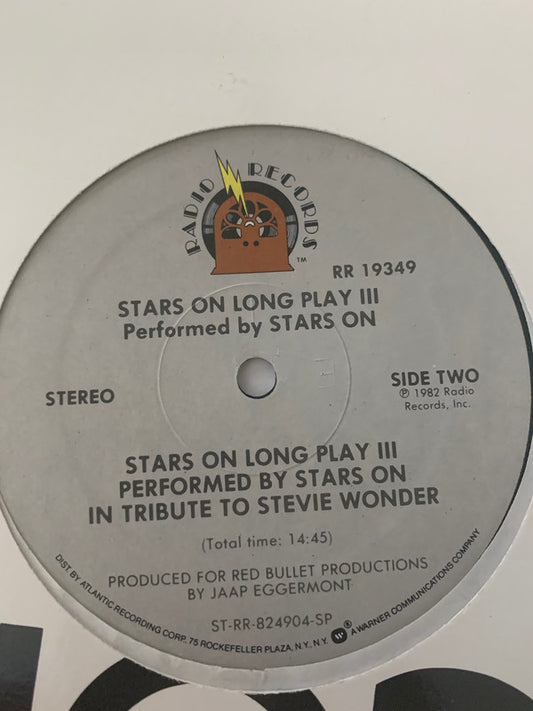 RADIO RECORDS
TM
RR 19349
STARS ON LONG PLAY III
Performed by STARS ON
STEREO
SIDE TWO
℗ 1982 Radio
Records, Inc.
STARS ON LONG PLAY III
PERFORMED BY STARS ON
IN TRIBUTE TO STEVIE WONDER
(Total time: 14:45)
PRODUCED FOR RED BULLET PRODUCTIONS
BY JAAP EGGERMONT
ST-RR-824904-SP
DIST. BY ATLANTIC RECORDING CORP., 75 ROCKEFELLER PLAZA, N.Y., N.Y. ® A WARNER COMMUNICATIONS COMPANY